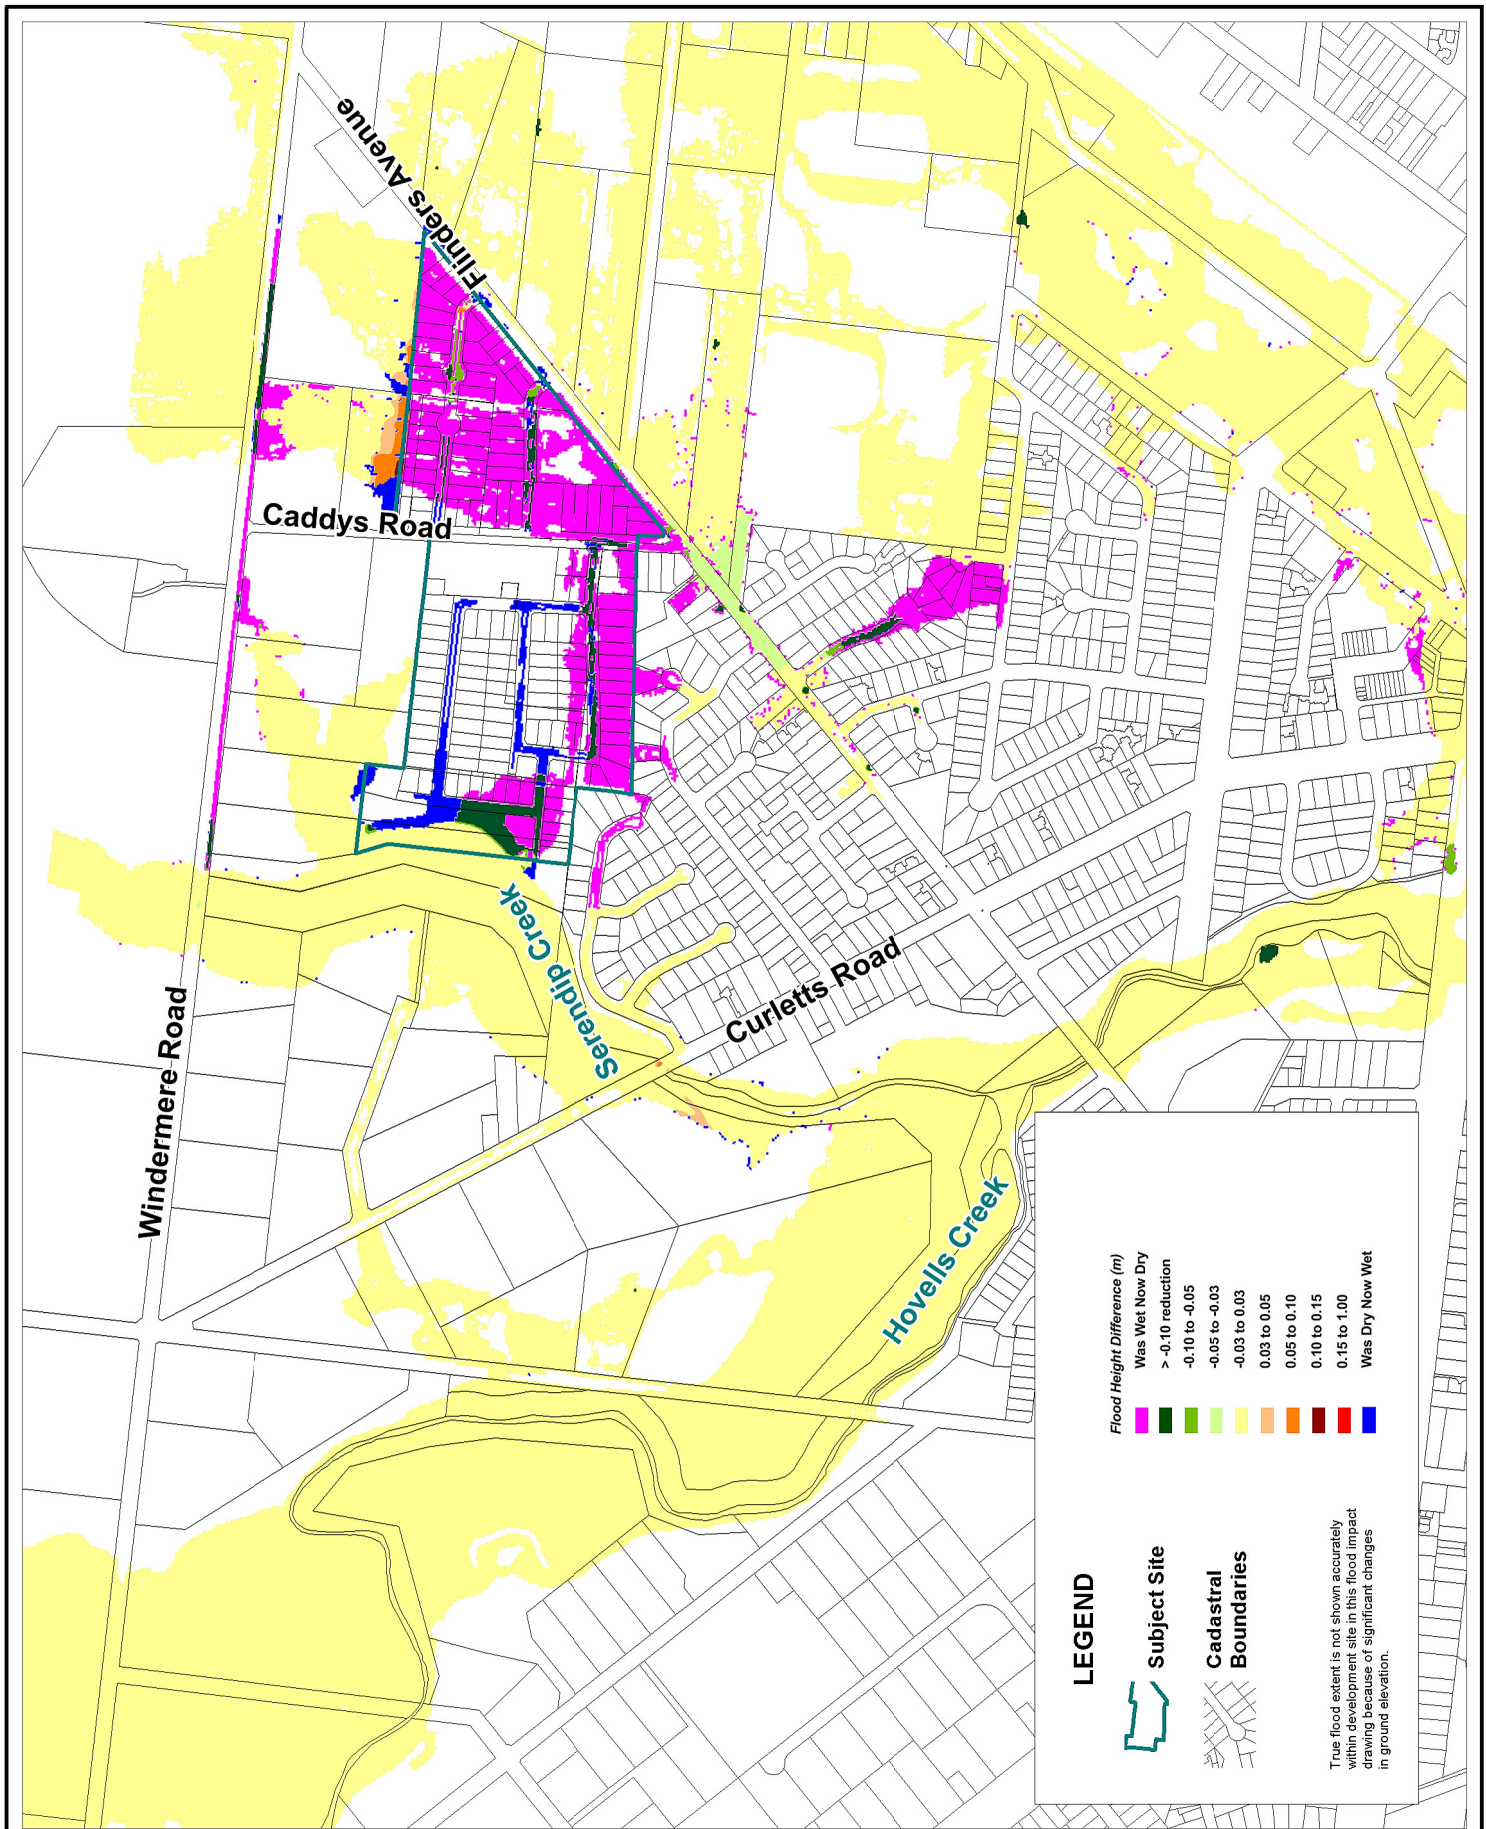 Flinders Avenue
Caddys Road
Serendip Creek
Windermere Road
Curletts Road
Hovells Creek
LEGEND
Subject Site
Cadastral
Boundaries
True flood extent is not shown accurately
within development site in this flood impact
drawing because of significant changes
in ground elevation.
Flood Height Difference (m)
Was Wet Now Dry
> -0.10 reduction
-0.10 to -0.05
-0.05 to -0.03
-0.03 to 0.03
0.03 to 0.05
0.05 to 0.10
0.10 to 0.15
0.15 to 1.00
Was Dry Now Wet